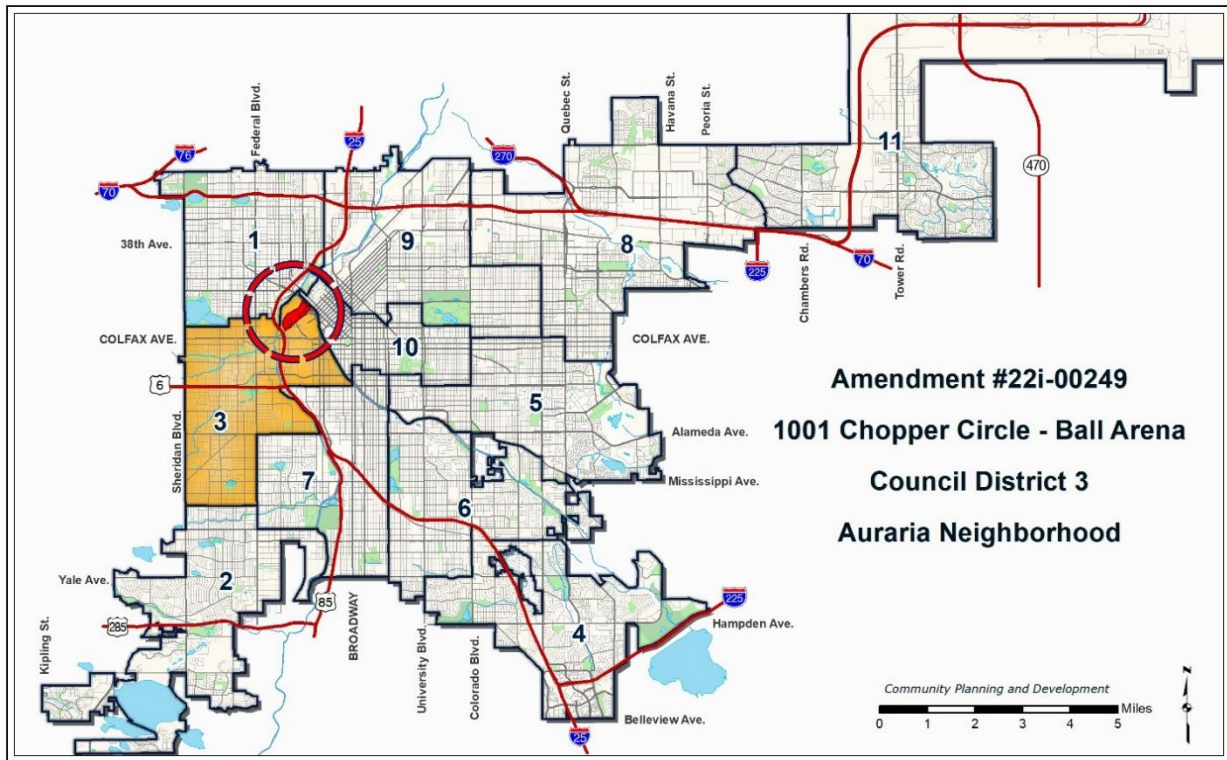 Quebec St.
Havana St.
Peoria St.
Federal Blvd.
25
76
70
270
11
470
38th Ave.
1
9
8
225
Chambers Rd.
70
Tower Rd.
COLFAX AVE.
10
COLFAX AVE.
6
3
Sheridan Blvd.
5
Alameda Ave.
Mississippi Ave.
7
6
Amendment #22i-00249
1001 Chopper Circle - Ball Arena
Council District 3
Auraria Neighborhood
Yale Ave.
2
85
285
BROADWAY
University Blvd.
Colorado Blvd.
4
225
Hampden Ave.
Kipling St.
Belleview Ave.
25
Community Planning and Development
0 1 2 3 4 5 Miles
N